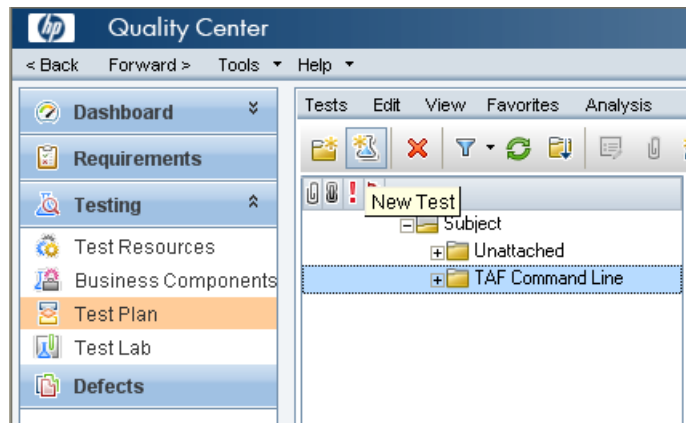 hp Quality Center
< Back Forward > Tools Help
Dashboard
Requirements
Testing
Test Resources
Business Components
Test Plan
Test Lab
Defects
Tests Edit View Favorites Analysis
New Test
Subject
Unattached
TAF Command Line